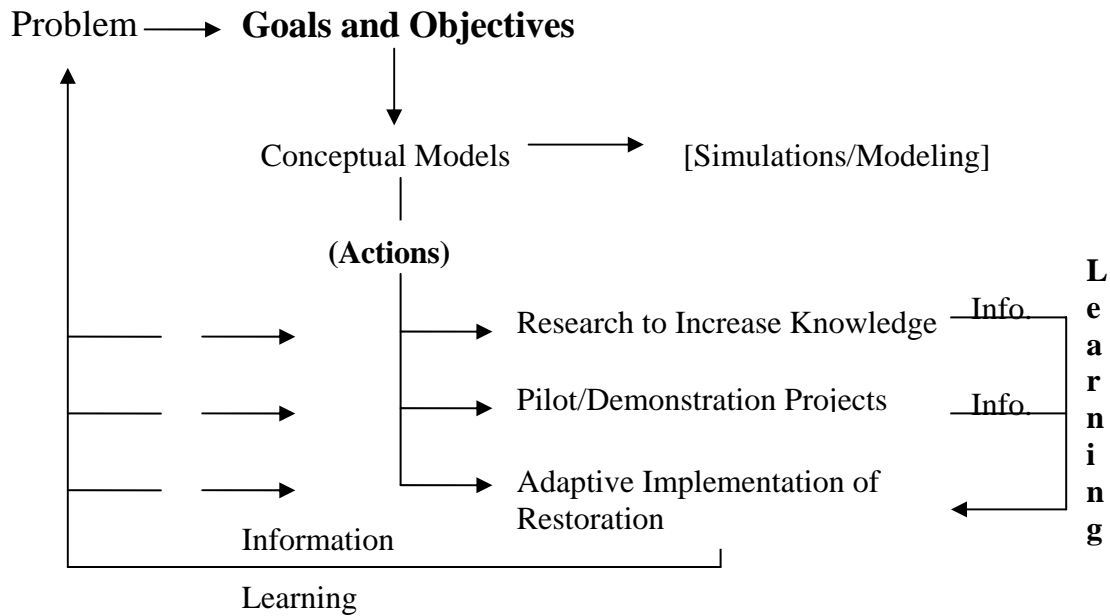 Problem
Goals and Objectives
Conceptual Models
[Simulations/Modeling]
(Actions)
Research to Increase Knowledge
Info.
Pilot/Demonstration Projects
Info.
Adaptive Implementation of
Restoration
Information
Learning
Learning